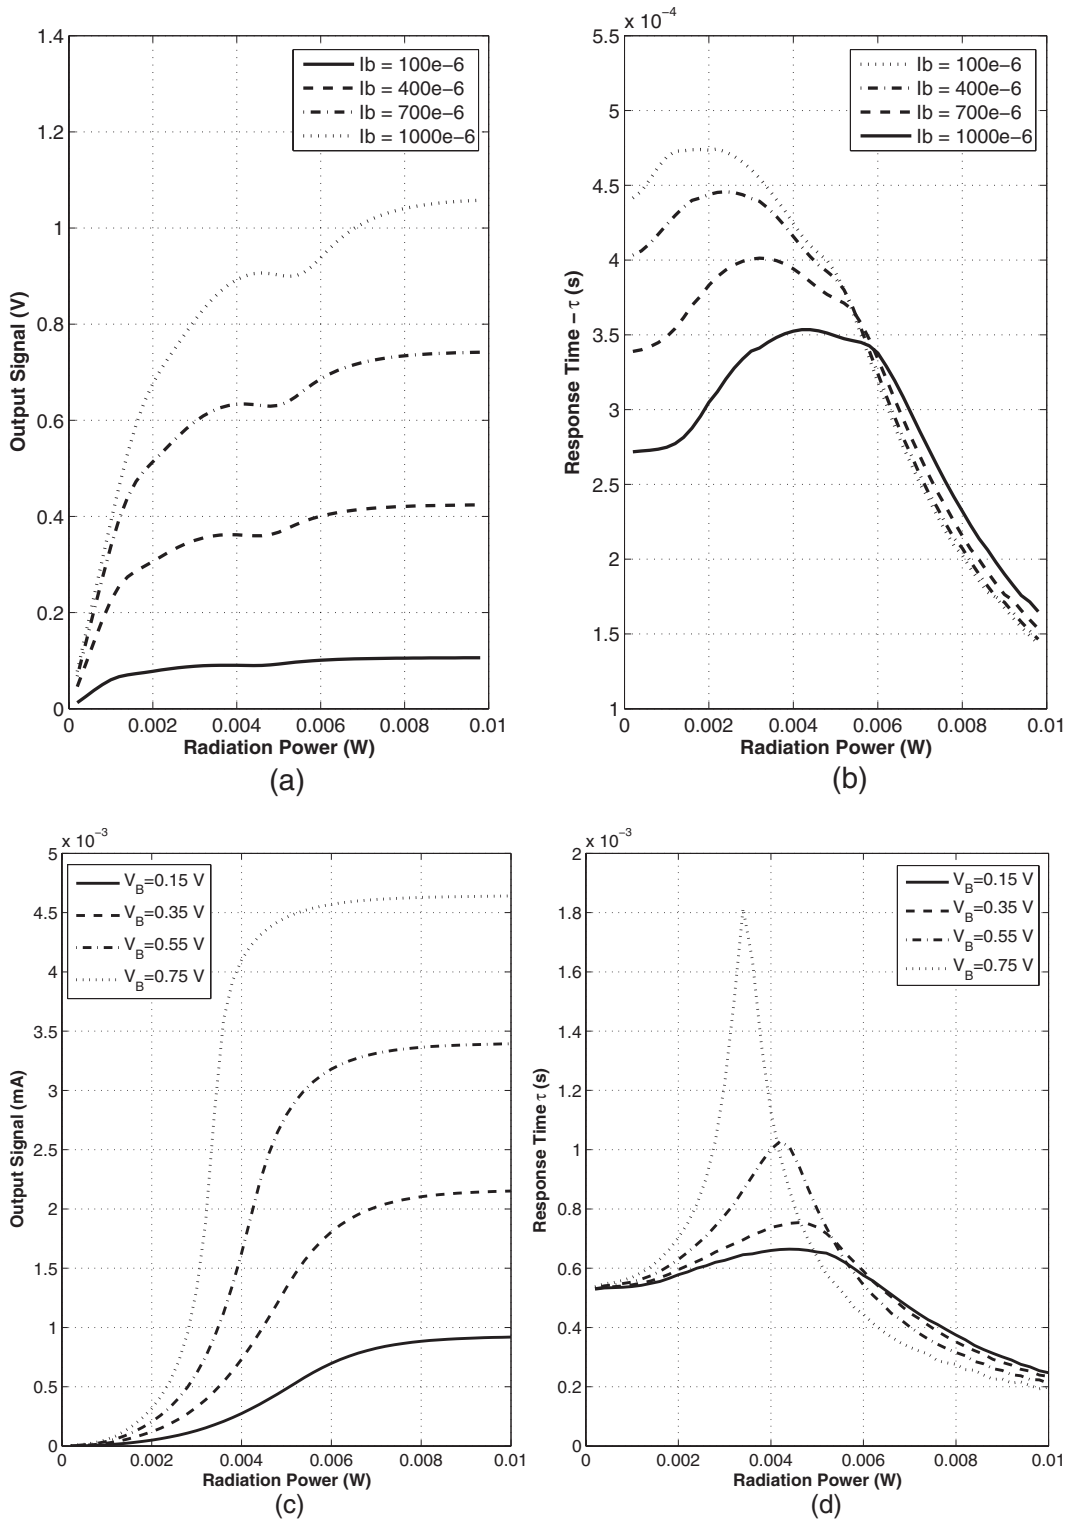 1.4
1.2
1
0.8
0.6
0.4
0.2
0
Output Signal (V)
Ib = 100e−6
Ib = 400e−6
Ib = 700e−6
Ib = 1000e−6
0 0.002 0.004 0.006 0.008 0.01
Radiation Power (W)
(a)
x 10⁻⁴
5.5
5
4.5
4
3.5
3
2.5
2
1.5
1
Response Time − τ (s)
Ib = 100e−6
Ib = 400e−6
Ib = 700e−6
Ib = 1000e−6
0 0.002 0.004 0.006 0.008 0.01
Radiation Power (W)
(b)
x 10⁻³
5
4.5
4
3.5
3
2.5
2
1.5
1
0.5
0
Output Signal (mA)
V_B=0.15 V
V_B=0.35 V
V_B=0.55 V
V_B=0.75 V
0 0.002 0.004 0.006 0.008 0.01
Radiation Power (W)
(c)
x 10⁻³
2
1.8
1.6
1.4
1.2
1
0.8
0.6
0.4
0.2
0
Response Time τ (s)
V_B=0.15 V
V_B=0.35 V
V_B=0.55 V
V_B=0.75 V
0 0.002 0.004 0.006 0.008 0.01
Radiation Power (W)
(d)